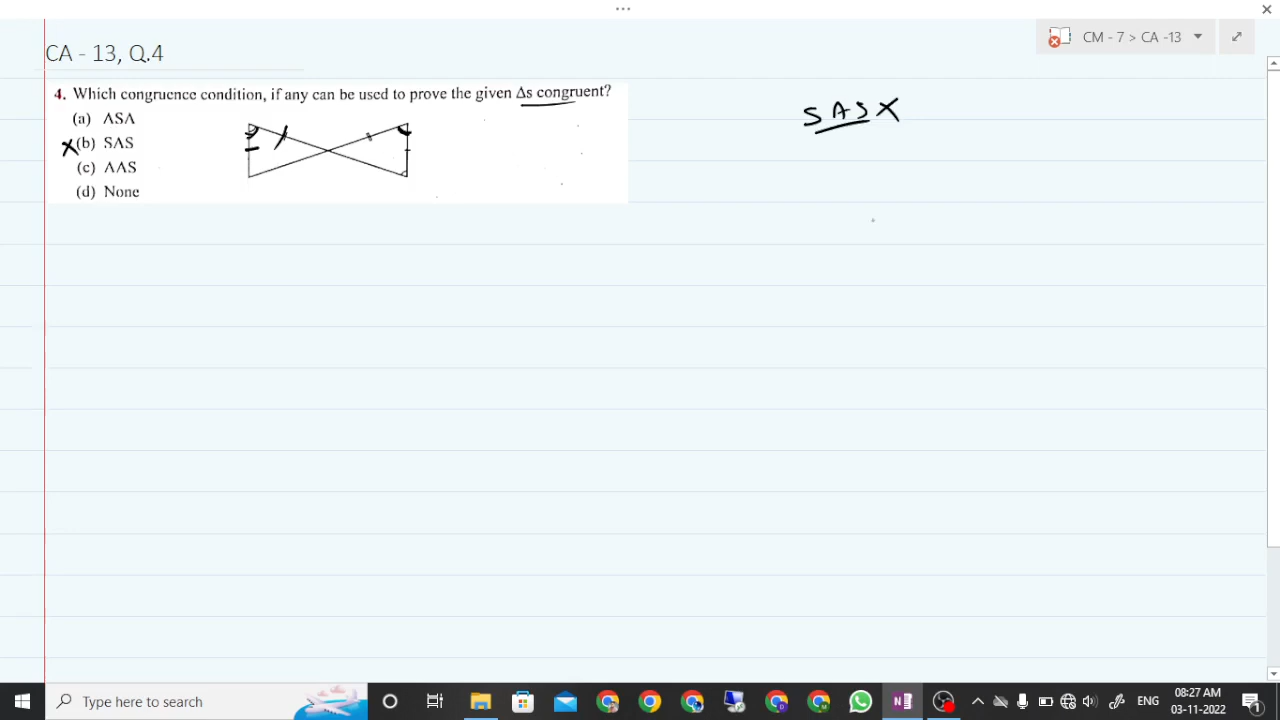 CM - 7 > CA -13
CA - 13, Q.4
4. Which congruence condition, if any can be used to prove the given Δs congruent?
(a) ASA
X(b) SAS
(c) AAS
(d) None
SAS X
Type here to search
ENG
08:27 AM
03-11-2022